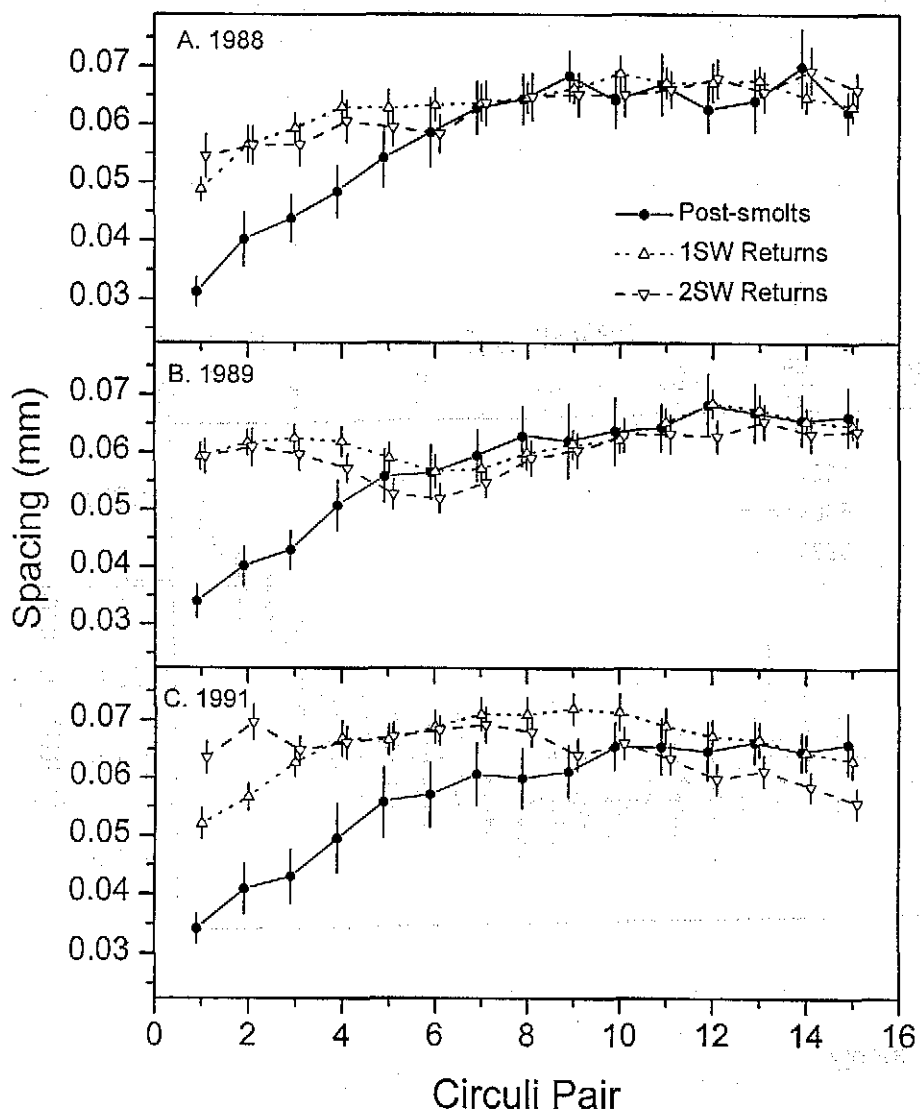 A. 1988
0.07
0.06
0.05
0.04
0.03
Post-smolts
1SW Returns
2SW Returns
B. 1989
0.07
0.06
0.05
0.04
0.03
Spacing (mm)
C. 1991
0.07
0.06
0.05
0.04
0.03
0 2 4 6 8 10 12 14 16
Circuli Pair